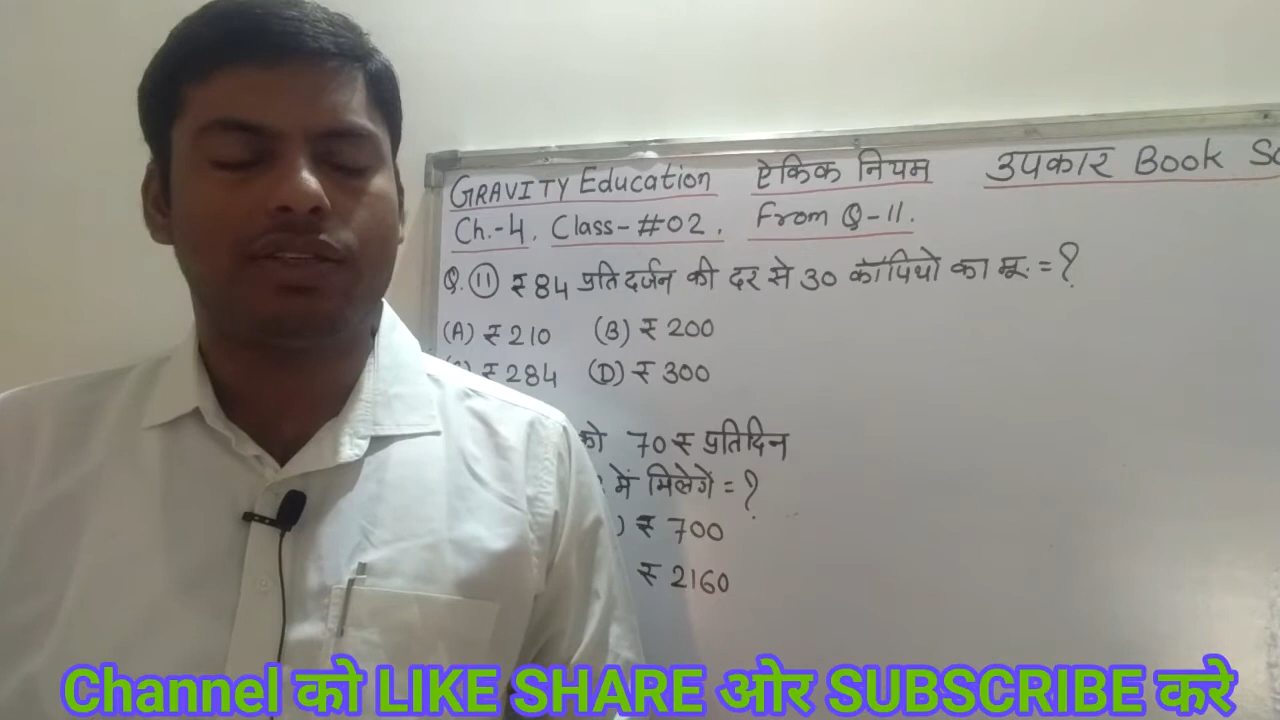 GRAVITY Education ऐकिक नियम उपकार Book
Ch.-4. Class-#02. From Q-11.
Q. 11 ₹84 प्रति दर्जन की दर से 30 कॉपियो का मू. = ?
(A) ₹ 210 (B) ₹ 200
₹ 284 (D) ₹ 300
को 70 ₹ प्रतिदिन
में मिलेगें = ?
) ₹ 700
₹ 2160
Channel को LIKE SHARE ओर SUBSCRIBE करे